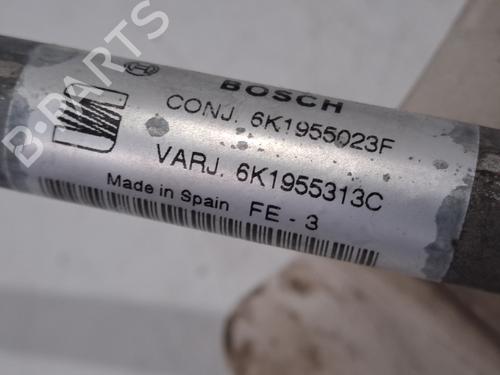 BOSCH
CONJ. 6K1955023F
VARJ. 6K1955313C
Made in Spain FE - 3
B-PARTS